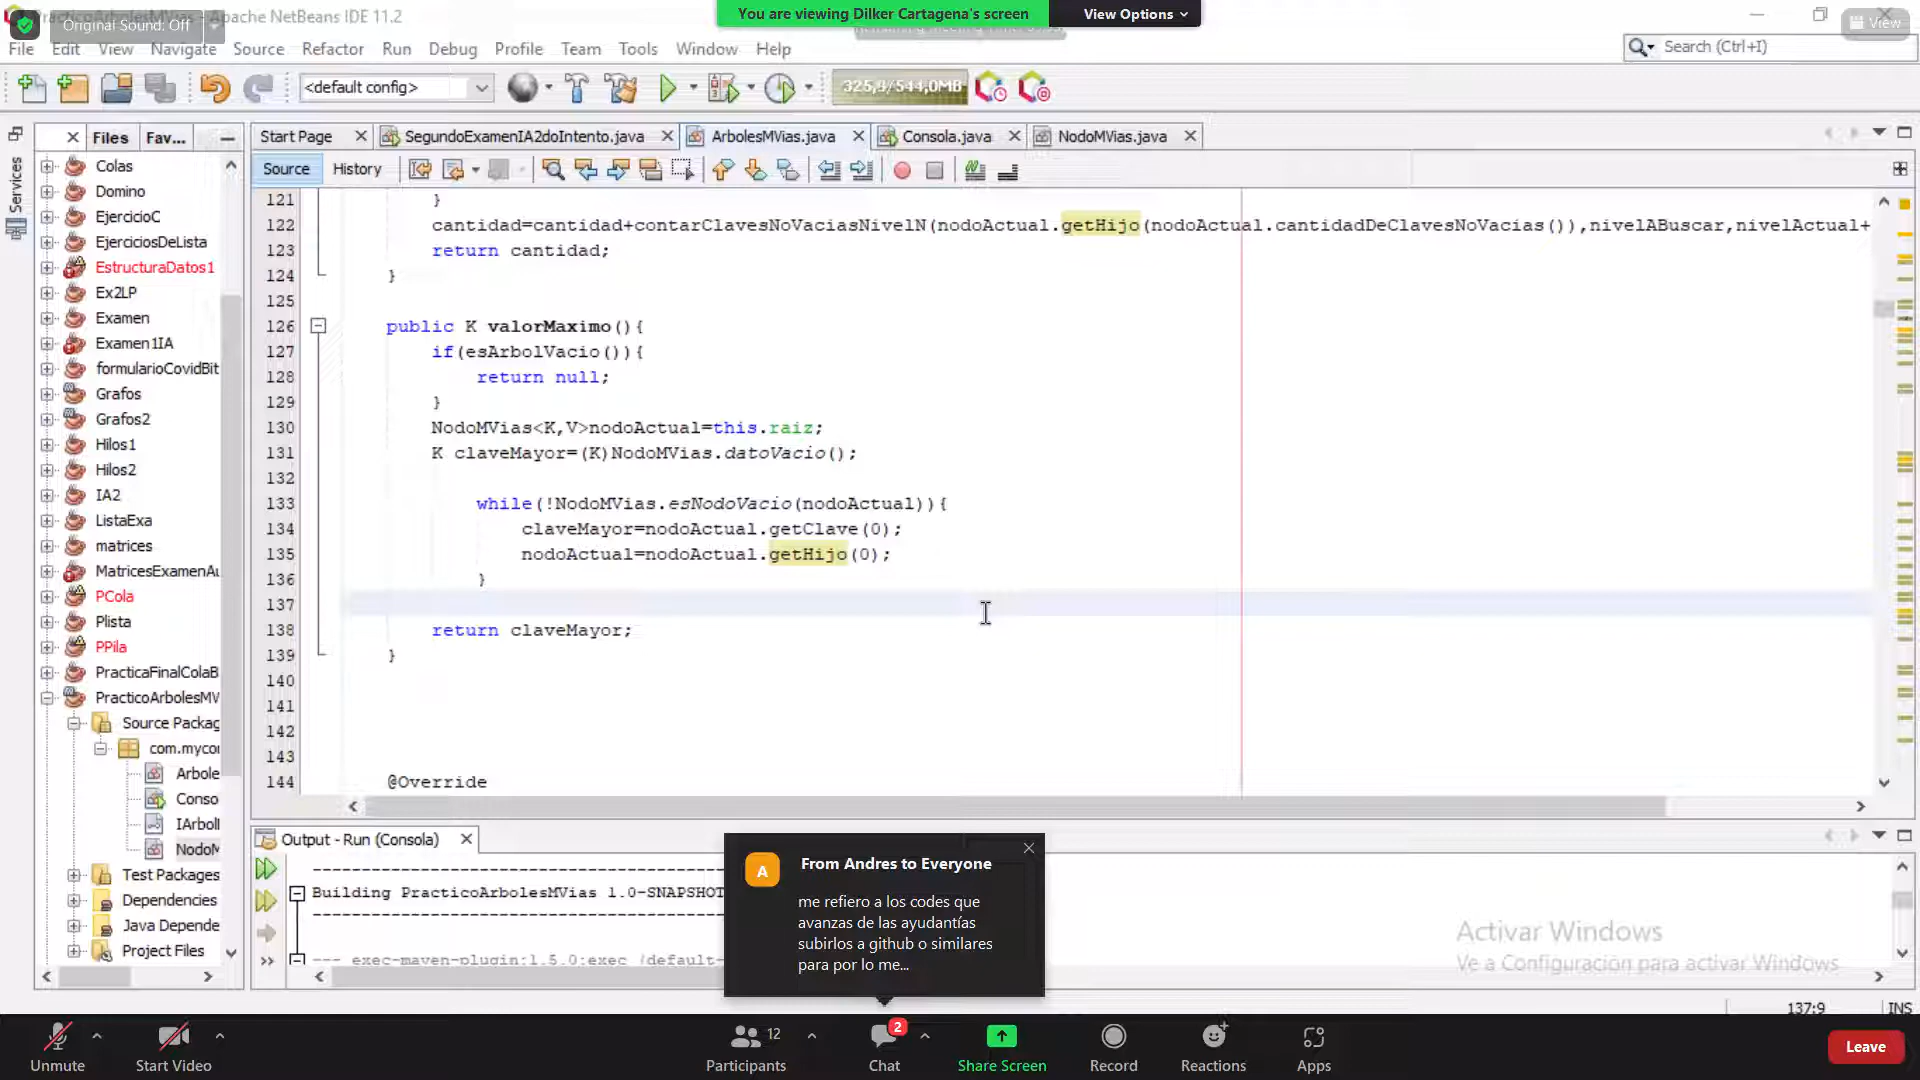 PracticoArbolesMVias - Apache NetBeans IDE 11.2
Original Sound: Off
You are viewing Dilker Cartagena's screen
View Options
View
File Edit View Navigate Source Refactor Run Debug Profile Team Tools Window Help
Search (Ctrl+I)
<default config>
325,9/544,0MB
Files
Fav...
Start Page
SegundoExamenIA2doIntento.java
ArbolesMVias.java
Consola.java
NodoMVias.java
Services
Source
History
Colas
Domino
EjercicioC
EjerciciosDeLista
EstructuraDatos1
Ex2LP
Examen
Examen1IA
formularioCovidBit
Grafos
Grafos2
Hilos1
Hilos2
IA2
ListaExa
matrices
MatricesExamenAu
PCola
Plista
PPila
PracticaFinalColaB
PracticoArbolesMV
Source Packag
com.mycor
Arbole
Conso
IArboll
NodoM
Test Packages
Dependencies
Java Depende
Project Files
121 }
122 cantidad=cantidad+contarClavesNoVaciasNivelN(nodoActual.getHijo(nodoActual.cantidadDeClavesNoVacias()),nivelABuscar,nivelActual+
123 return cantidad;
124 }
125
126 public K valorMaximo(){
127 if(esArbolVacio()){
128 return null;
129 }
130 NodoMVias<K,V>nodoActual=this.raiz;
131 K claveMayor=(K)NodoMVias.datoVacio();
132
133 while(!NodoMVias.esNodoVacio(nodoActual)){
134 claveMayor=nodoActual.getClave(0);
135 nodoActual=nodoActual.getHijo(0);
136 }
137
138 return claveMayor;
139 }
140
141
142
143
144 @Override
Output - Run (Consola)
------------------------------------------------------------------------
Building PracticoArbolesMVias 1.0-SNAPSHOT
------------------------------------------------------------------------
--- exec-maven-plugin:1.5.0:exec (default-
A
From Andres to Everyone
me refiero a los codes que
avanzas de las ayudantías
subirlos a github o similares
para por lo me...
Activar Windows
Ve a Configuración para activar Windows
137:9
INS
Unmute
Start Video
12
Participants
2
Chat
Share Screen
Record
Reactions
Apps
Leave